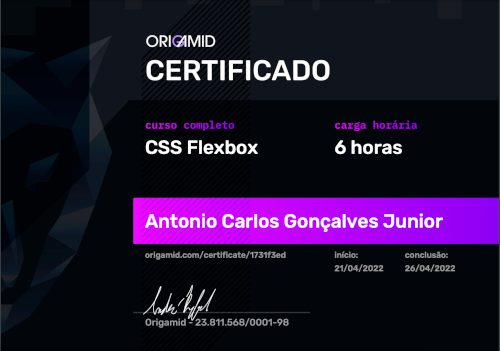 ORIGAMID
CERTIFICADO
curso completo
carga horária
CSS Flexbox
6 horas
Antonio Carlos Gonçalves Junior
origamid.com/certificate/1731f3ed
início:
conclusão:
21/04/2022
26/04/2022
Origamid - 23.811.568/0001-98